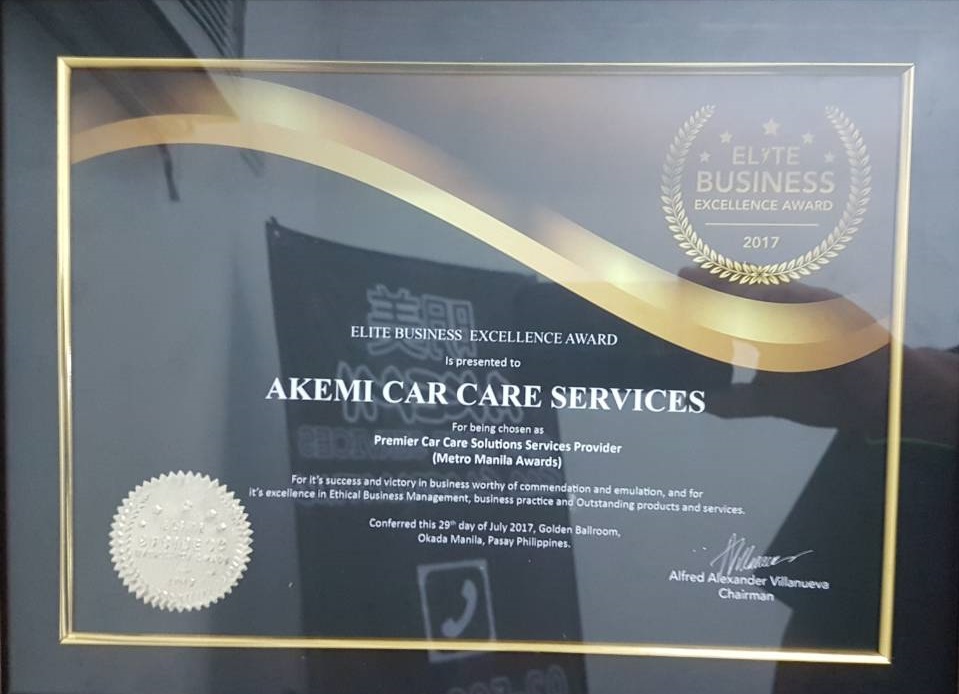 ELITE
BUSINESS
EXCELLENCE AWARD
2017
ELITE BUSINESS EXCELLENCE AWARD
Is presented to
AKEMI CAR CARE SERVICES
For being chosen as
Premier Car Care Solutions Services Provider
(Metro Manila Awards)
For it's success and victory in business worthy of commendation and emulation, and for
it's excellence in Ethical Business Management, business practice and Outstanding products and services.
Conferred this 29th day of July 2017, Golden Ballroom,
Okada Manila, Pasay Philippines.
Alfred Alexander Villanueva
Chairman